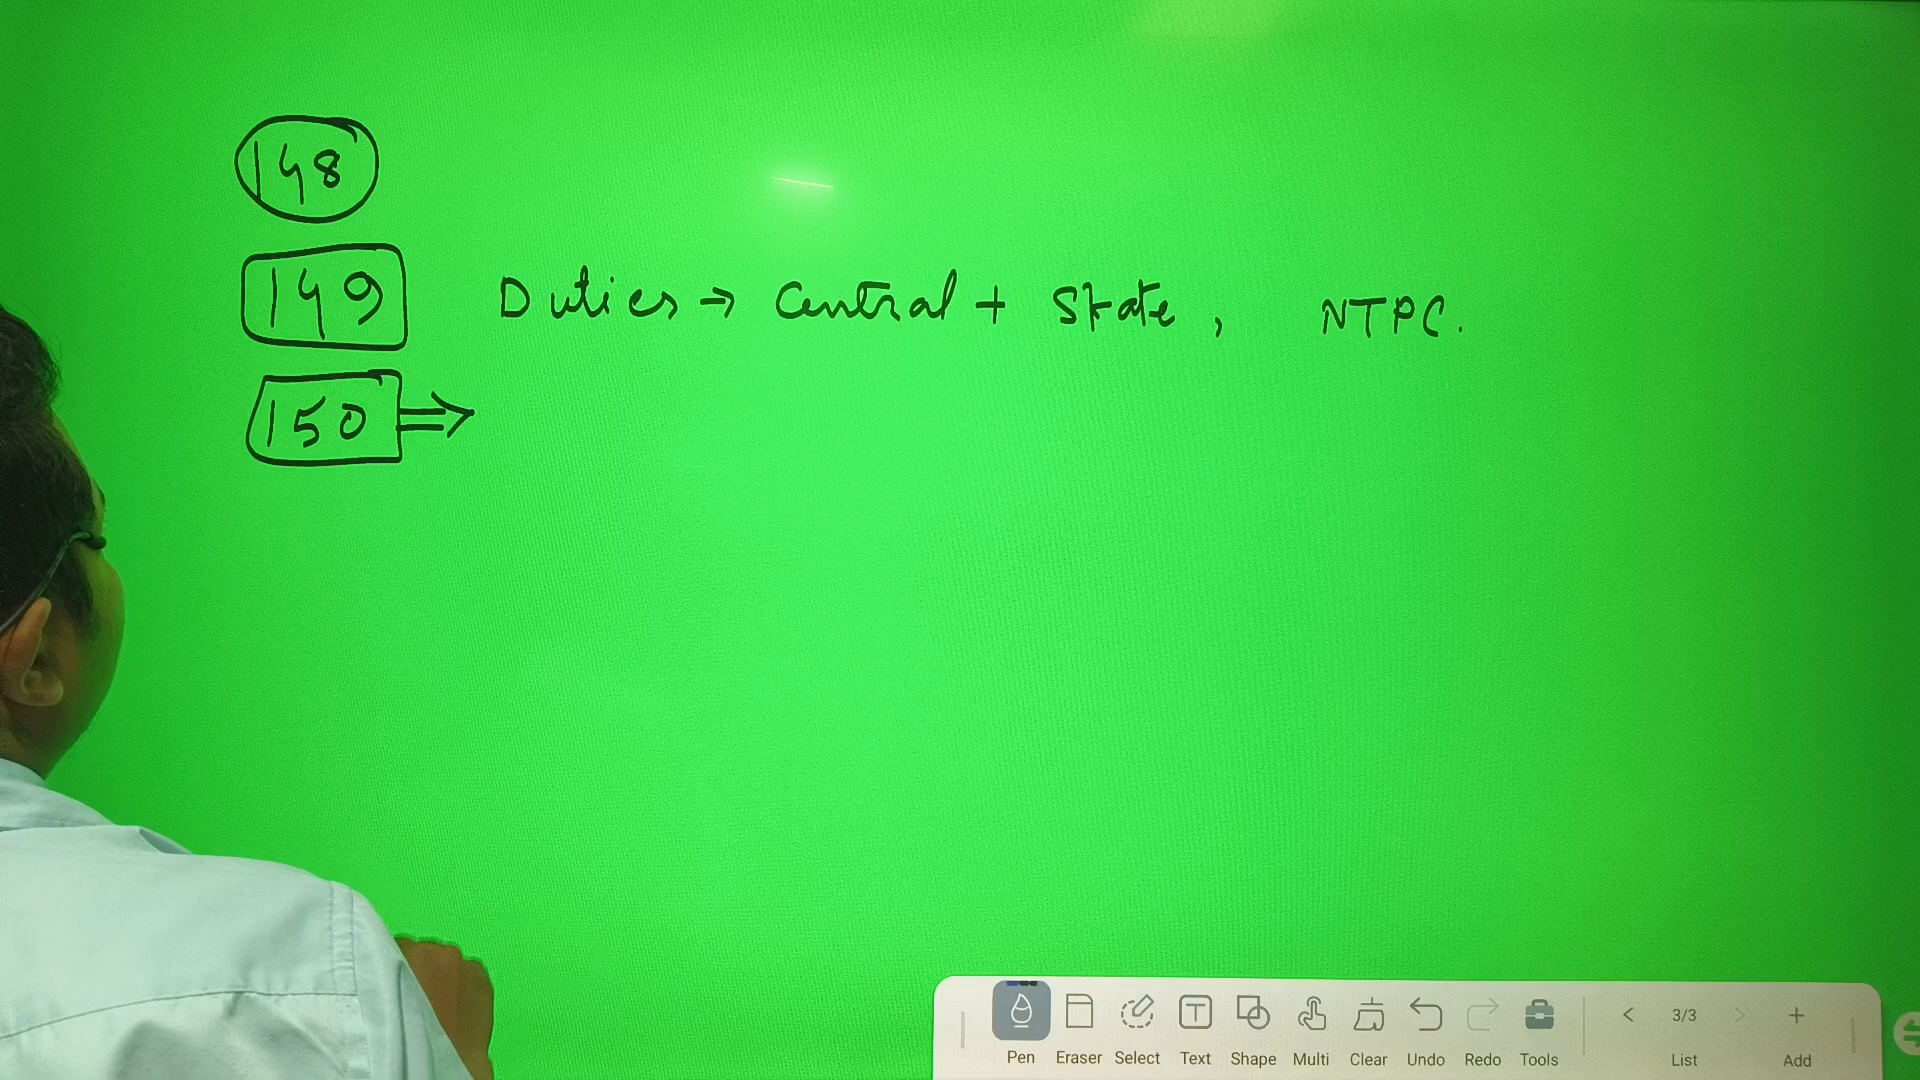 148
149 Duties → Central + State, NTPC.
150 ⇒
Pen Eraser Select Text Shape Multi Clear Undo Redo Tools < 3/3 > List + Add